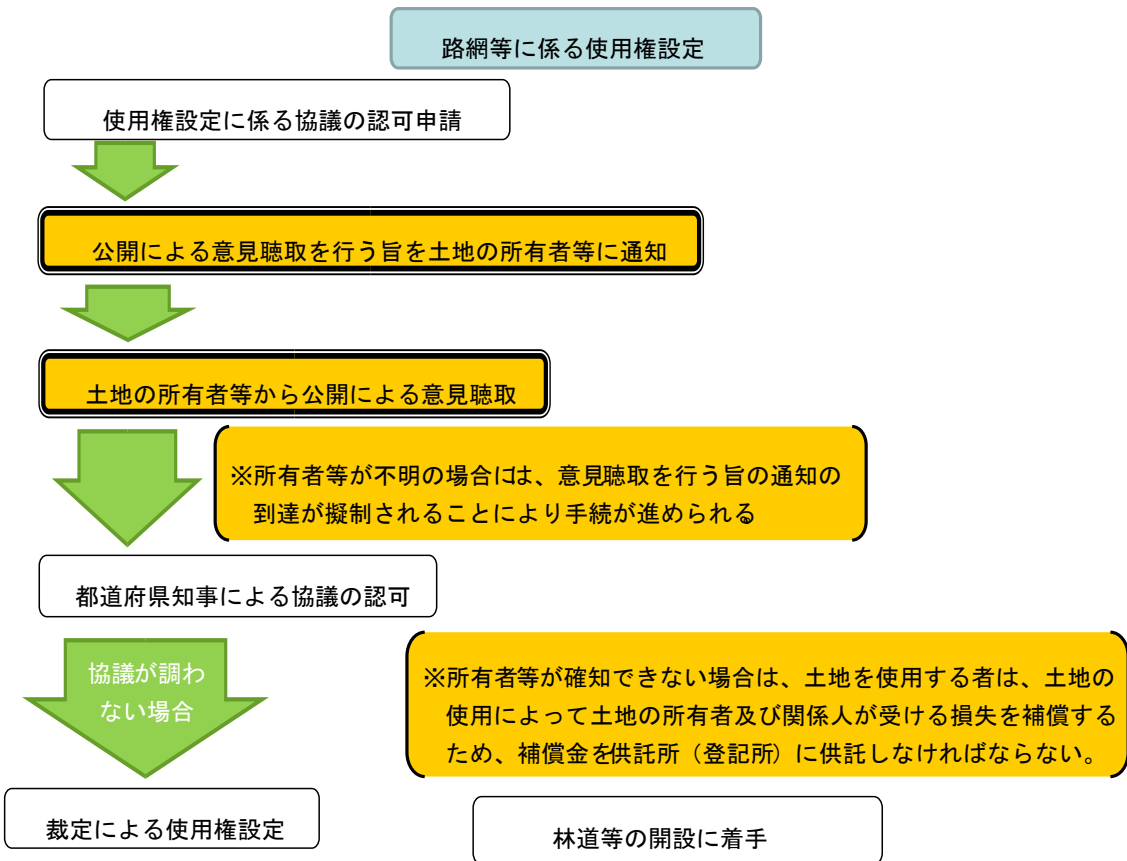 路網等に係る使用権設定
使用権設定に係る協議の認可申請
公開による意見聴取を行う旨を土地の所有者等に通知
土地の所有者等から公開による意見聴取
※所有者等が不明の場合には、意見聴取を行う旨の通知の
到達が擬制されることにより手続が進められる
都道府県知事による協議の認可
協議が調わ
ない場合
※所有者等が確知できない場合は、土地を使用する者は、土地の
使用によって土地の所有者及び関係人が受ける損失を補償する
ため、補償金を供託所（登記所）に供託しなければならない。
裁定による使用権設定
林道等の開設に着手